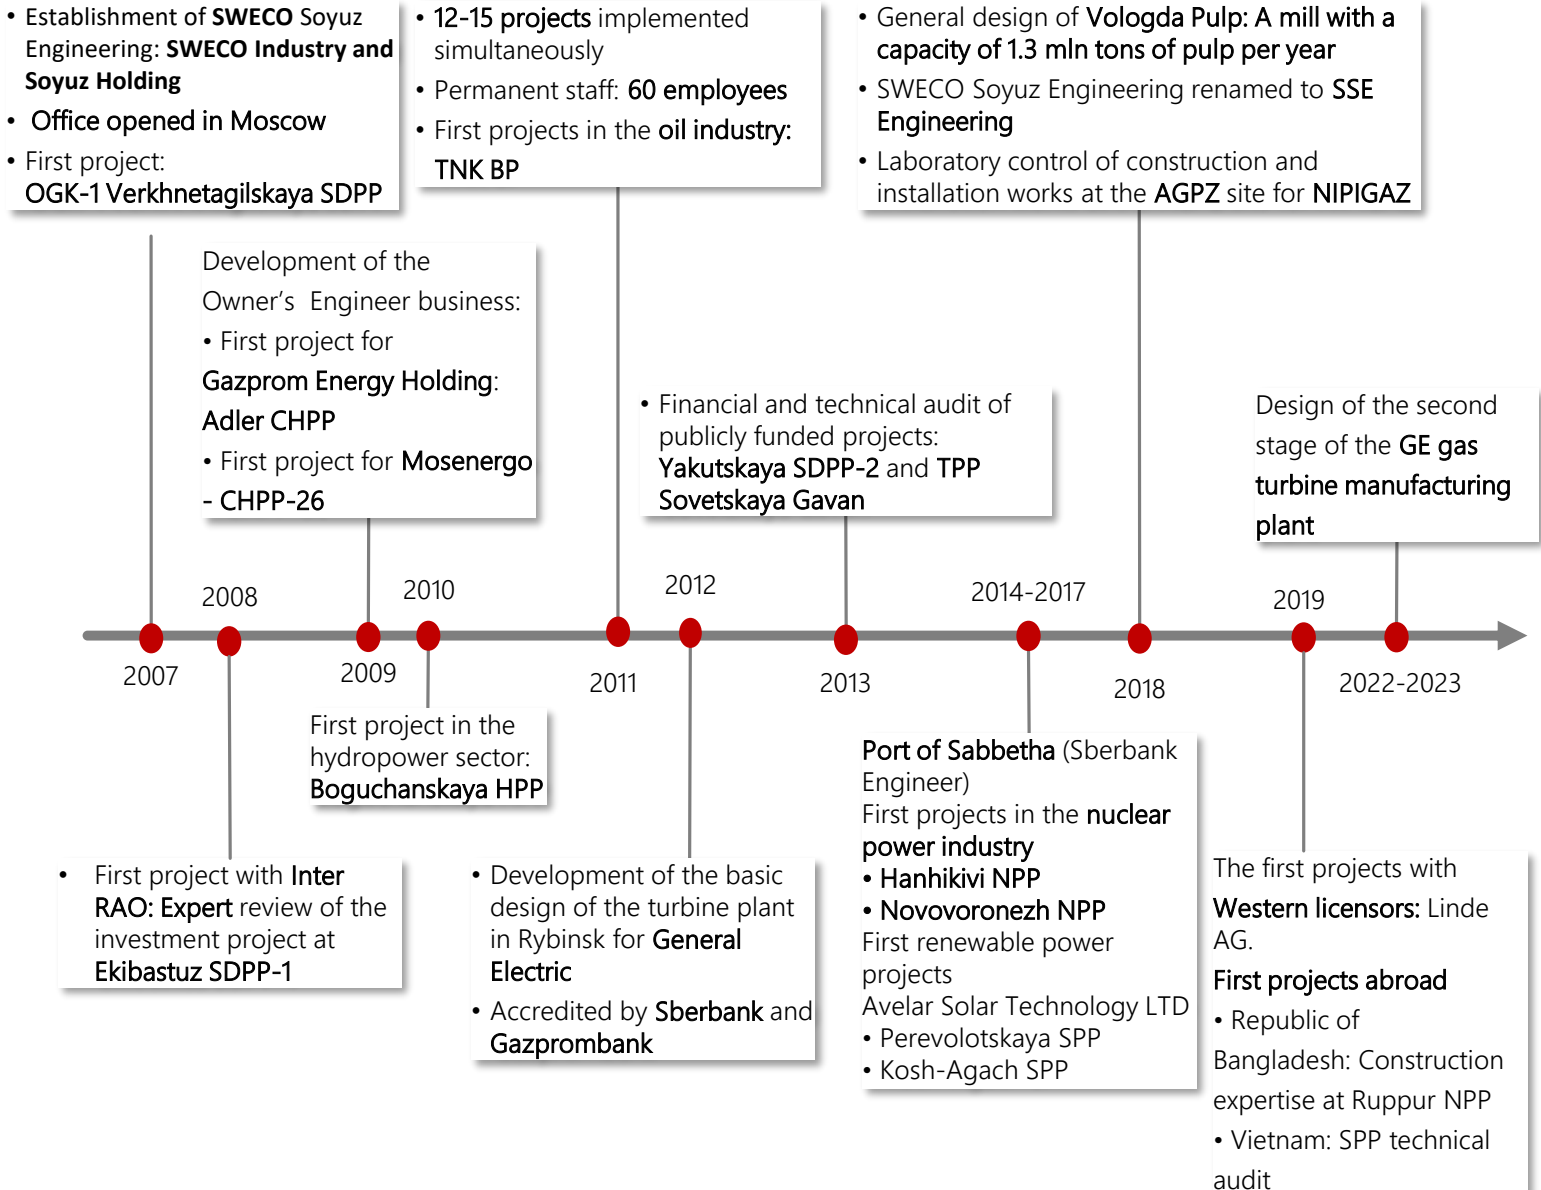 • Establishment of SWECO Soyuz
Engineering: SWECO Industry and
Soyuz Holding
• Office opened in Moscow
• First project:
OGK-1 Verkhnetagilskaya SDPP
• 12-15 projects implemented
simultaneously
• Permanent staff: 60 employees
• First projects in the oil industry:
TNK BP
• General design of Vologda Pulp: A mill with a
capacity of 1.3 mln tons of pulp per year
• SWECO Soyuz Engineering renamed to SSE
Engineering
• Laboratory control of construction and
installation works at the AGPZ site for NIPIGAZ
Development of the
Owner’s Engineer business:
• First project for
Gazprom Energy Holding:
Adler CHPP
• First project for Mosenergo
- CHPP-26
• Financial and technical audit of
publicly funded projects:
Yakutskaya SDPP-2 and TPP
Sovetskaya Gavan
Design of the second
stage of the GE gas
turbine manufacturing
plant
2008
2010
2012
2014-2017
2019
2007
2009
2011
2013
2018
2022-2023
First project in the
hydropower sector:
Boguchanskaya HPP
• First project with Inter
RAO: Expert review of the
investment project at
Ekibastuz SDPP-1
• Development of the basic
design of the turbine plant
in Rybinsk for General
Electric
• Accredited by Sberbank and
Gazprombank
Port of Sabbetha (Sberbank
Engineer)
First projects in the nuclear
power industry
• Hanhikivi NPP
• Novovoronezh NPP
First renewable power
projects
Avelar Solar Technology LTD
• Perevolotskaya SPP
• Kosh-Agach SPP
The first projects with
Western licensors: Linde
AG.
First projects abroad
• Republic of
Bangladesh: Construction
expertise at Ruppur NPP
• Vietnam: SPP technical
audit